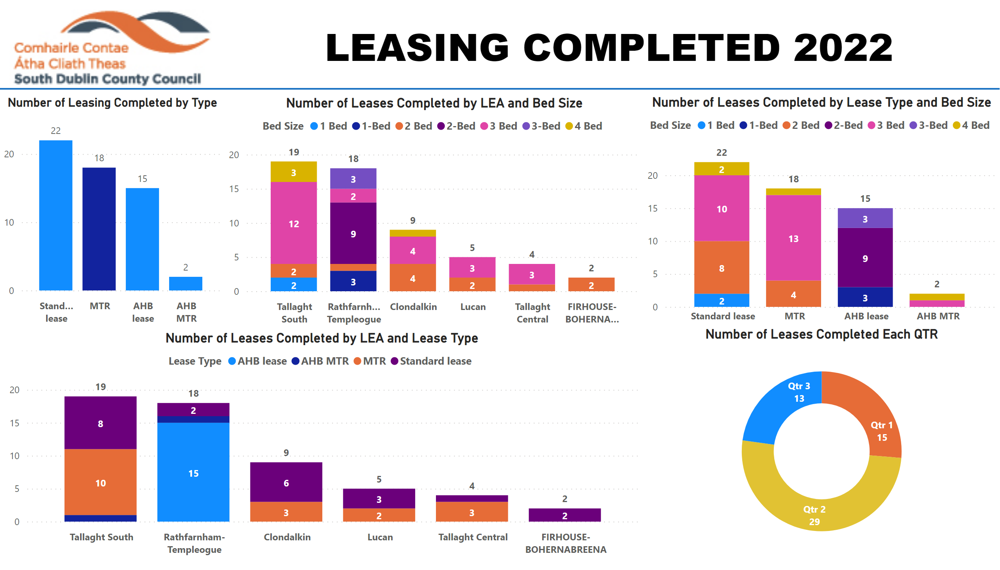 Comhairle Contae
Átha Cliath Theas
South Dublin County Council
LEASING COMPLETED 2022
Number of Leasing Completed by Type
22
20
18
15
10
2
0
Stand... lease
MTR
AHB lease
AHB MTR
Number of Leases Completed by LEA and Bed Size
Bed Size 1 Bed 1-Bed 2 Bed 2-Bed 3 Bed 3-Bed 4 Bed
20
15
10
5
0
19
3
12
2
2
18
3
2
9
3
9
4
4
5
3
2
4
3
2
2
Tallaght South
Rathfarnh... Templeogue
Clondalkin
Lucan
Tallaght Central
FIRHOUSE-BOHERNA...
Number of Leases Completed by Lease Type and Bed Size
Bed Size 1 Bed 1-Bed 2 Bed 2-Bed 3 Bed 3-Bed 4 Bed
20
15
10
5
0
22
2
10
8
2
18
13
4
15
3
9
3
2
Standard lease
MTR
AHB lease
AHB MTR
Number of Leases Completed by LEA and Lease Type
Lease Type AHB lease AHB MTR MTR Standard lease
20
15
10
5
0
19
8
10
18
2
15
9
6
3
5
3
2
4
3
2
2
Tallaght South
Rathfarnham-Templeogue
Clondalkin
Lucan
Tallaght Central
FIRHOUSE-BOHERNABREENA
Number of Leases Completed Each QTR
Qtr 3
13
Qtr 1
15
Qtr 2
29